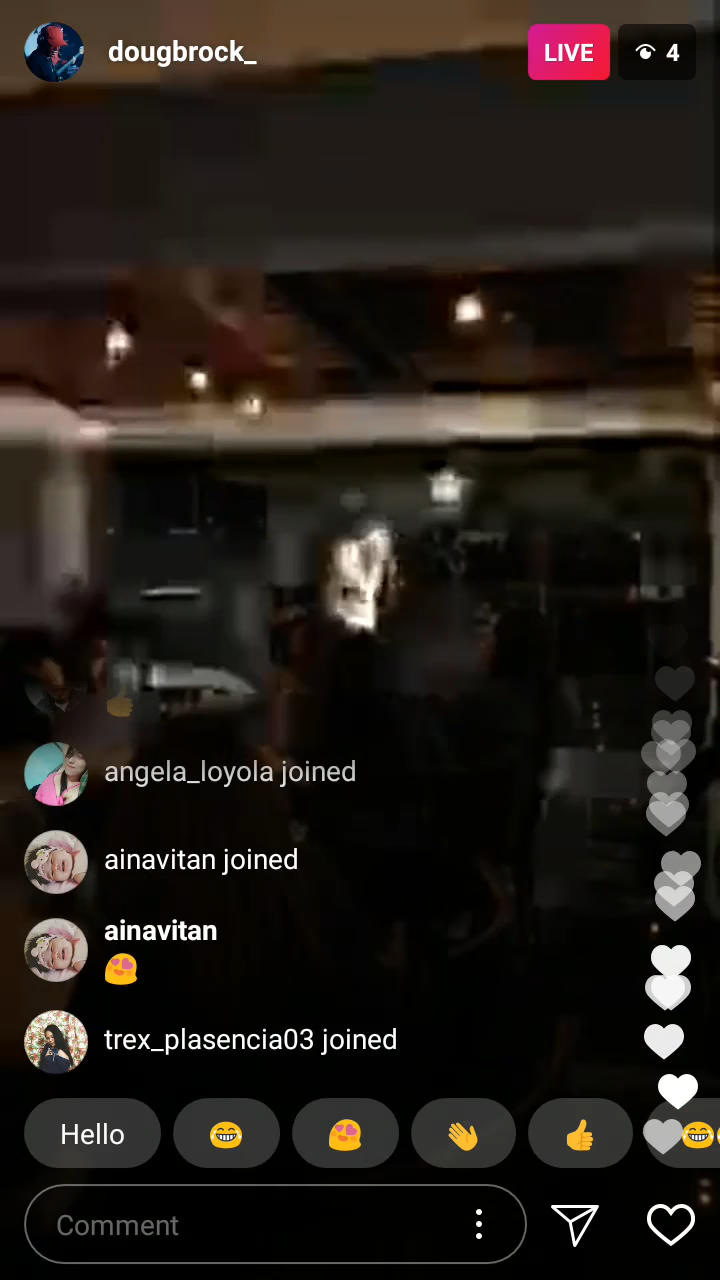 dougbrock_
LIVE
4
angela_loyola joined
ainavitan joined
ainavitan
😍
trex_plasencia03 joined
Hello
Comment